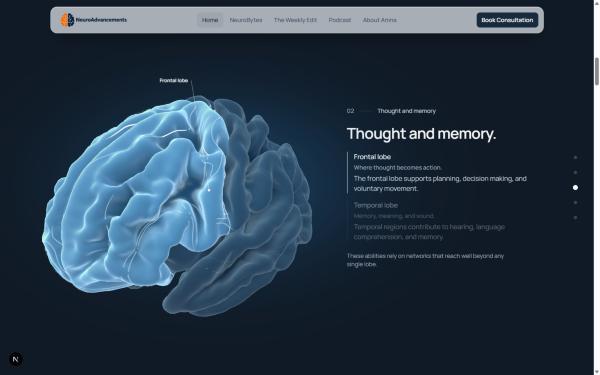 NeuroAdvancements
Home
NeuroBytes
The Weekly Edit
Podcast
About Amna
Book Consultation
Frontal lobe
02
Thought and memory
Thought and memory.
Frontal lobe
Where thought becomes action.
The frontal lobe supports planning, decision making, and
voluntary movement.
Temporal lobe
Memory, meaning, and sound.
Temporal regions contribute to hearing, language
comprehension, and memory.
These abilities rely on networks that reach well beyond any
single lobe.
N